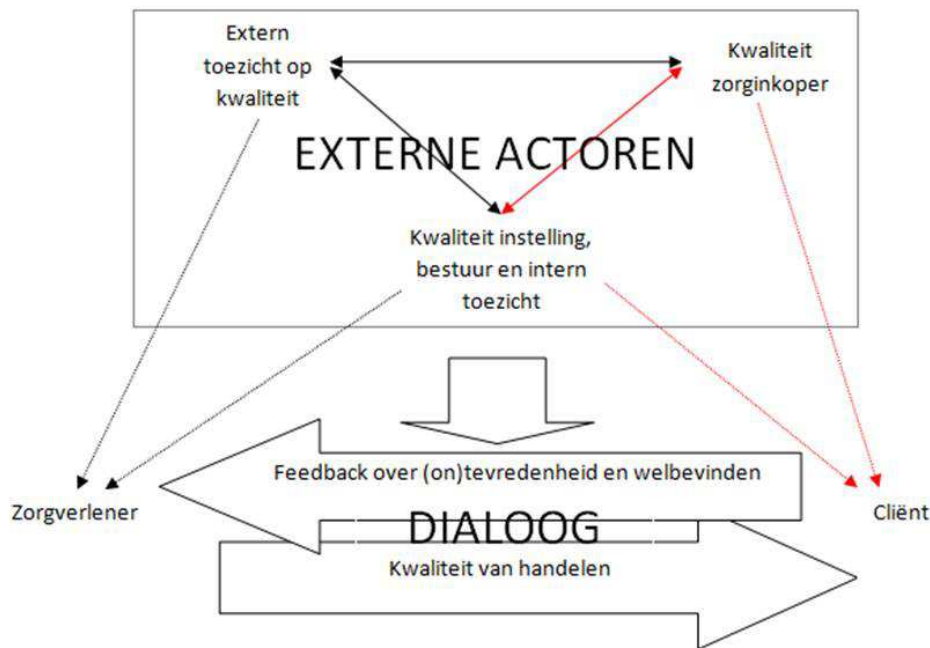 Extern
toezicht op
kwaliteit
Kwaliteit
zorginkoper
EXTERNE ACTOREN
Kwaliteit instelling,
bestuur en intern
toezicht
Feedback over (on)tevredenheid en welbevinden
Zorgverlener
DIALOOG
Cliënt
Kwaliteit van handelen